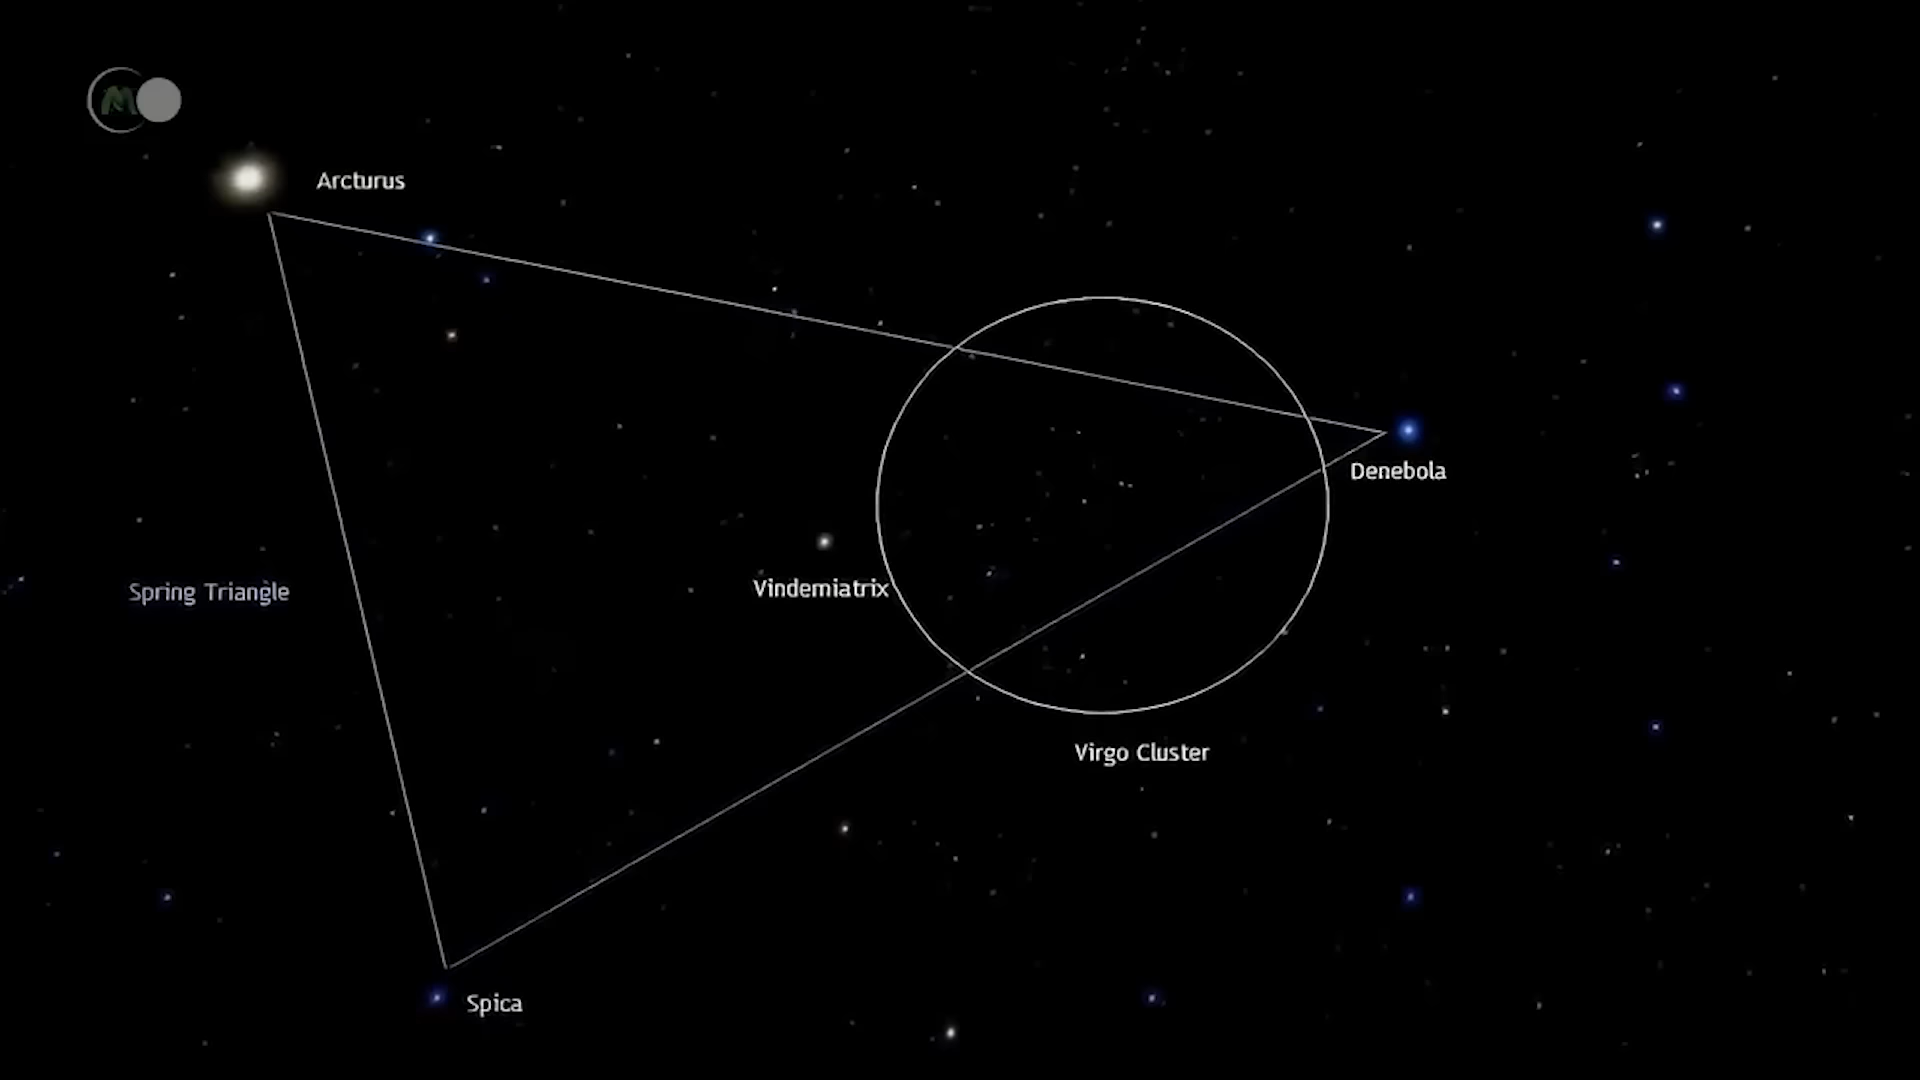 M
Arcturus
Denebola
Vindemiatrix
Spring Triangle
Virgo Cluster
Spica